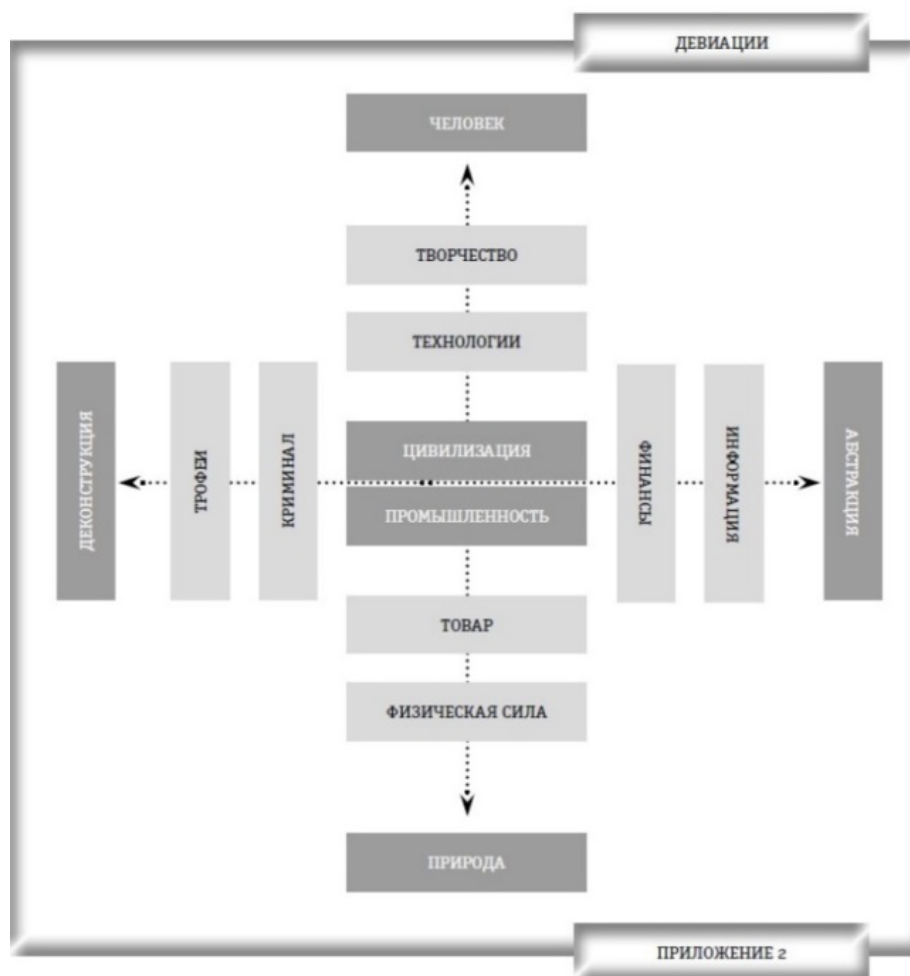 ДЕВИАЦИИ
ЧЕЛОВЕК
ТВОРЧЕСТВО
ТЕХНОЛОГИИ
ДЕКОНСТРУКЦИЯ
ТРОФЕИ
КРИМИНАЛ
ЦИВИЛИЗАЦИЯ
ПРОМЫШЛЕННОСТЬ
ФИНАНСЫ
ИНФОРМАЦИЯ
АБСТРАКЦИЯ
ТОВАР
ФИЗИЧЕСКАЯ СИЛА
ПРИРОДА
ПРИЛОЖЕНИЕ 2